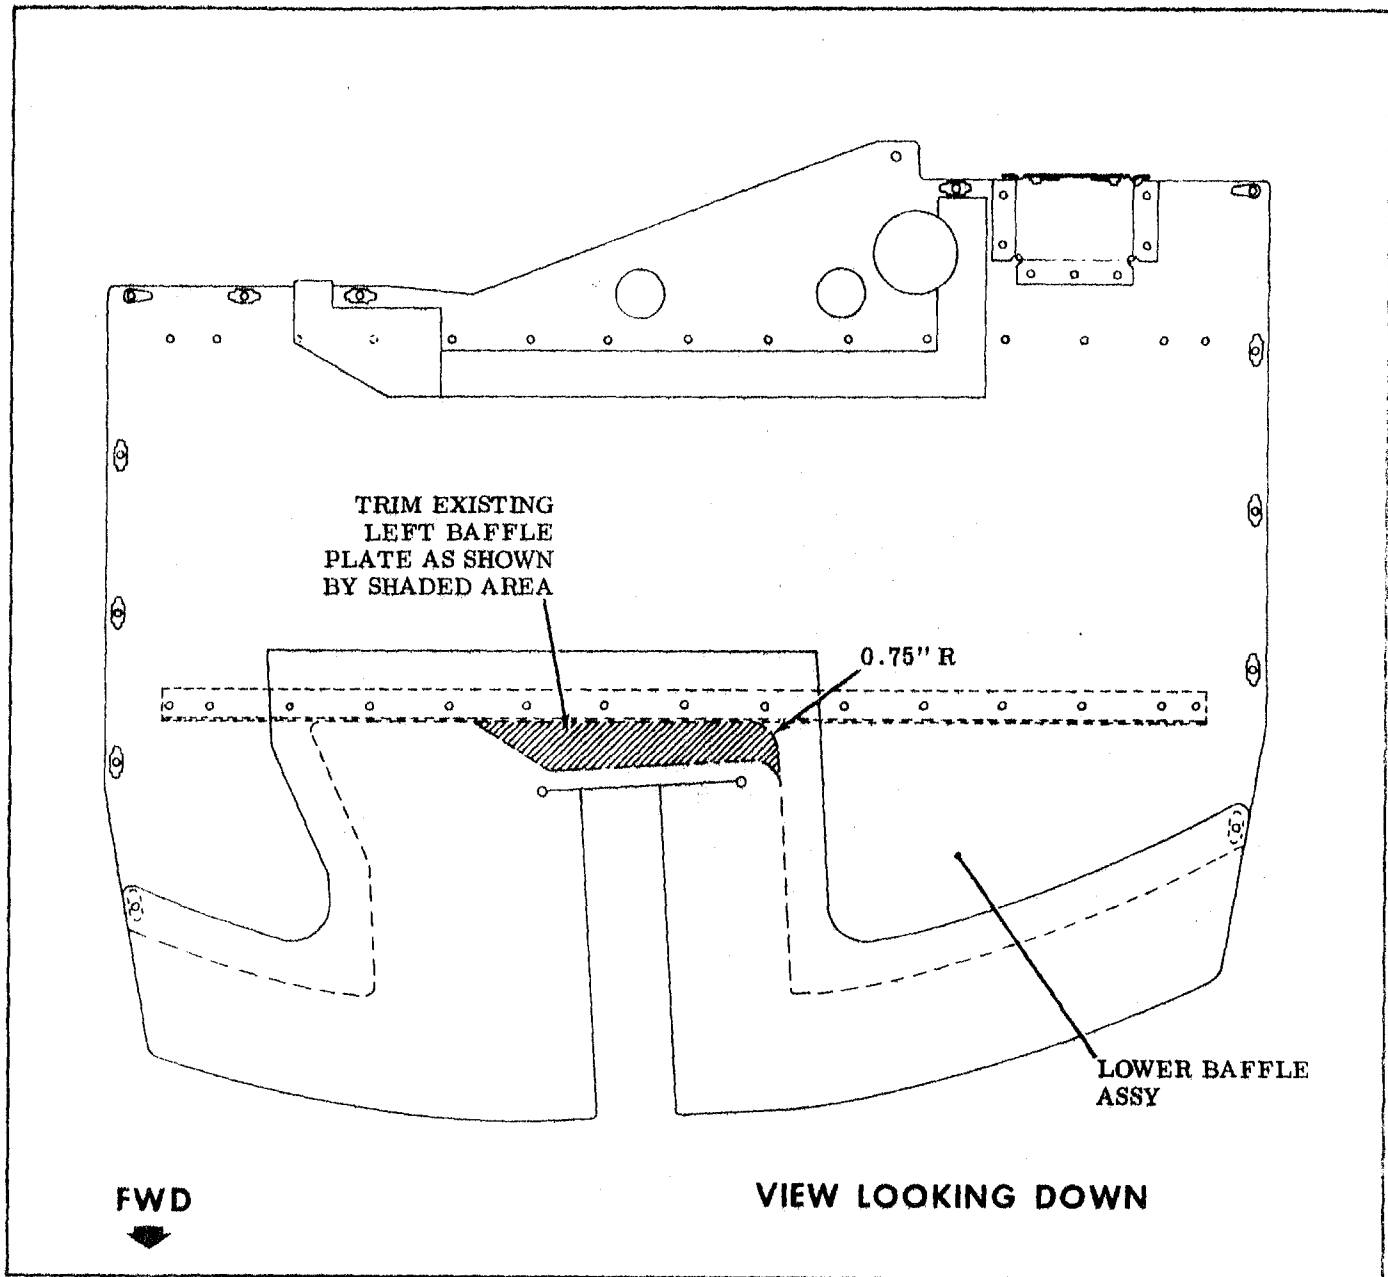 TRIM EXISTING
LEFT BAFFLE
PLATE AS SHOWN
BY SHADED AREA
0.75" R
LOWER BAFFLE
ASSY
FWD
VIEW LOOKING DOWN